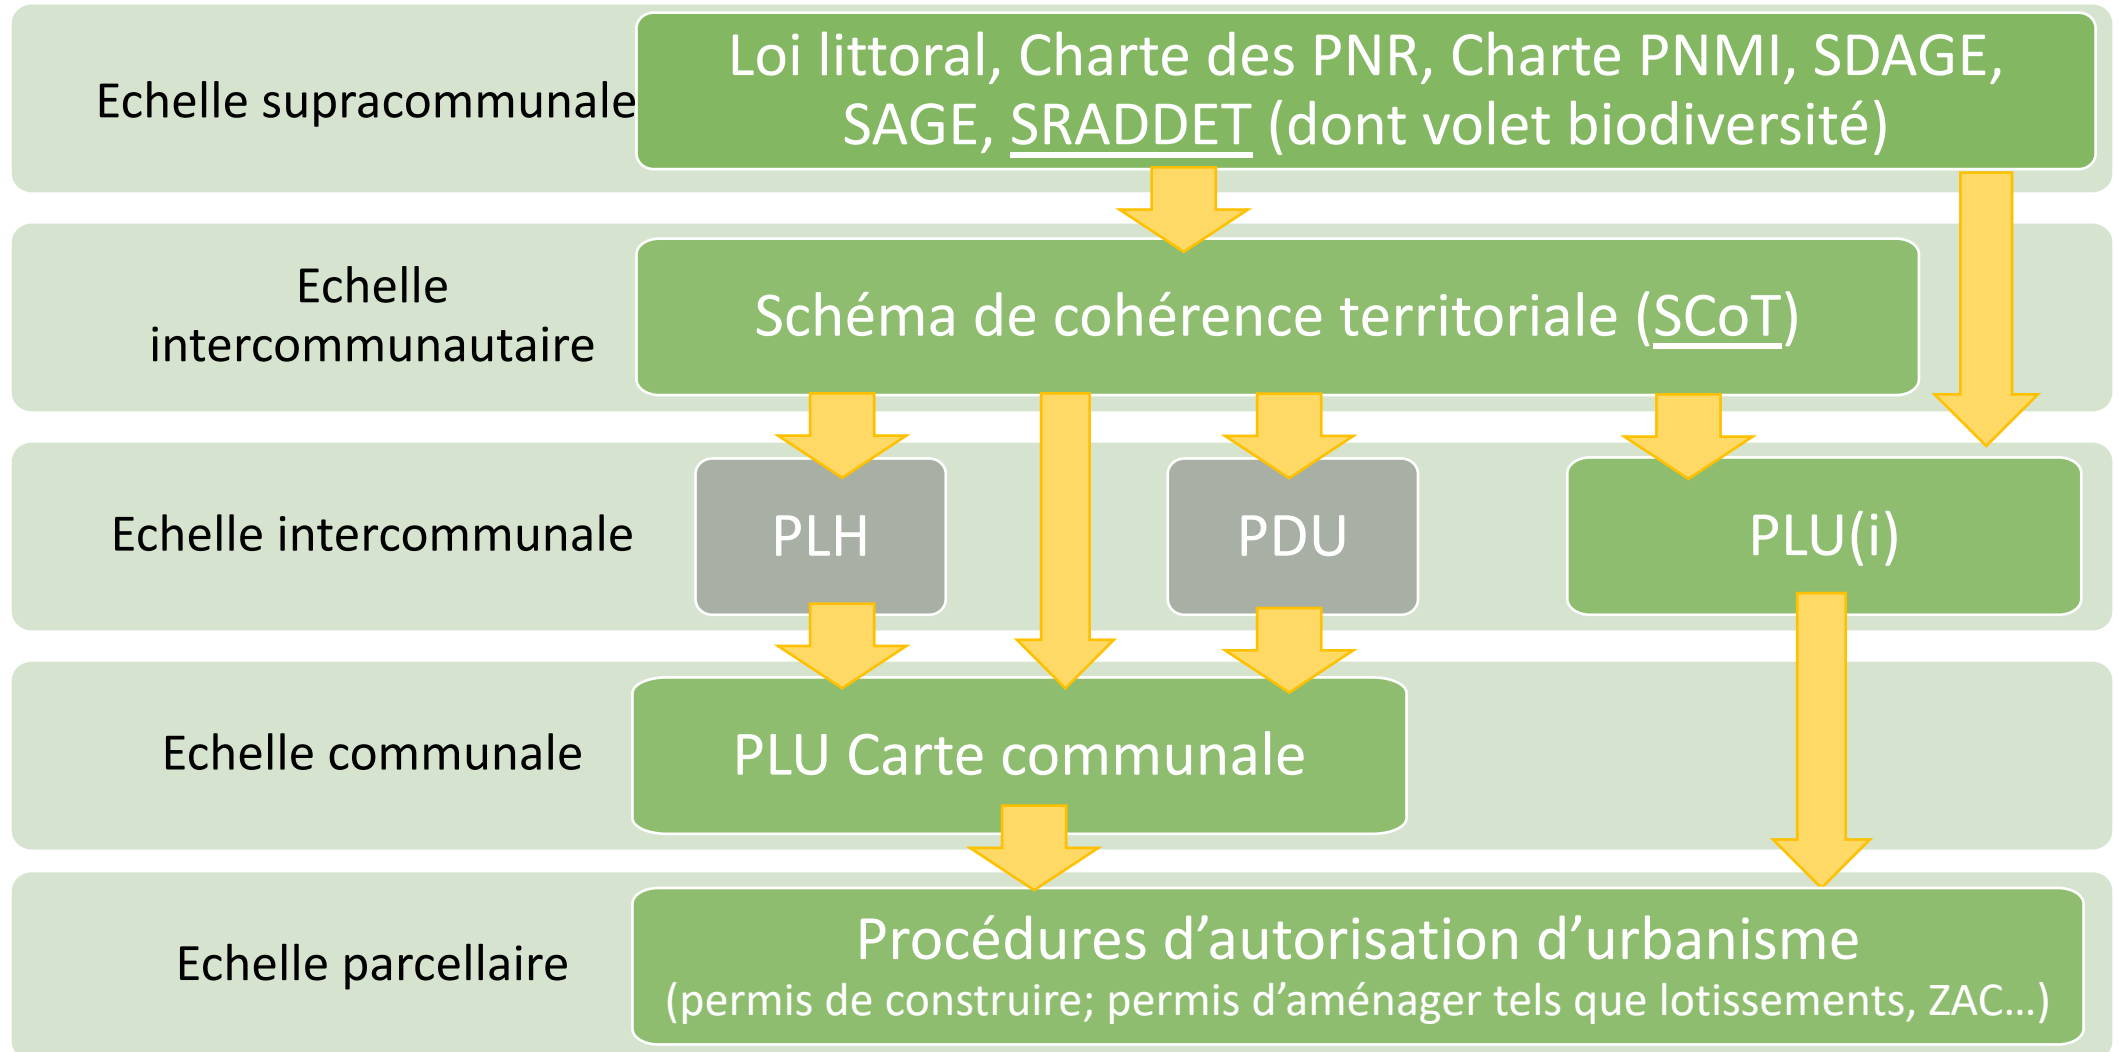 Echelle supracommunale
Loi littoral, Charte des PNR, Charte PNMI, SDAGE,
SAGE, SRADDET (dont volet biodiversité)
Echelle
intercommunautaire
Schéma de cohérence territoriale (SCoT)
Echelle intercommunale
PLH
PDU
PLU(i)
Echelle communale
PLU Carte communale
Echelle parcellaire
Procédures d’autorisation d’urbanisme
(permis de construire; permis d’aménager tels que lotissements, ZAC…)